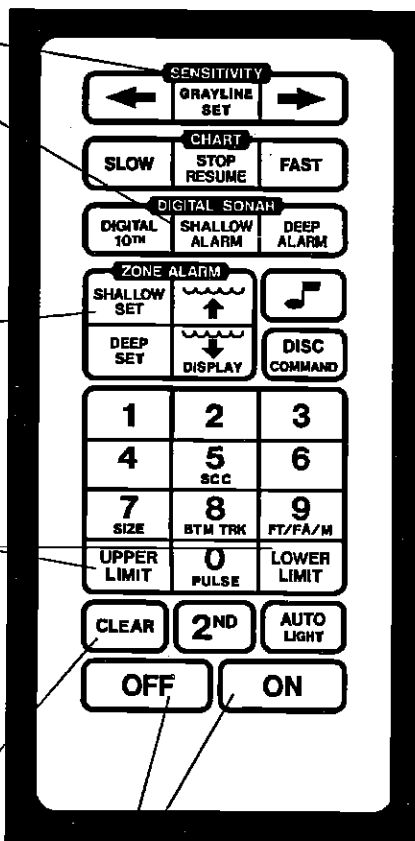 SENSITIVITY
GRAYLINE
SET
CHART
SLOW STOP FAST
RESUME
DIGITAL SONAR
DIGITAL SHALLOW DEEP
10TH ALARM ALARM
ZONE ALARM
SHALLOW
SET
DEEP
SET
DISPLAY
DISC
COMMAND
1 2 3
4 5 6
SCC
7 8 9
SIZE BTM TRK FT/FA/M
UPPER 0 LOWER
LIMIT PULSE LIMIT
CLEAR 2ND AUTO
LIGHT
OFF ON